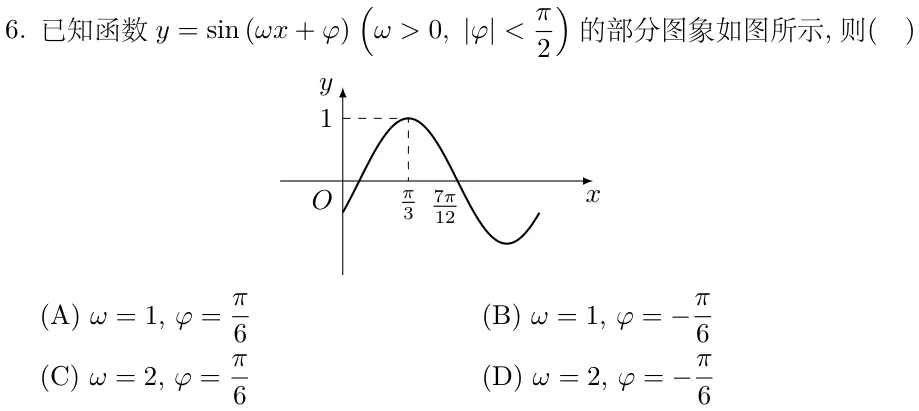 6. 已知函数 y = sin (ωx + φ) (ω > 0, |φ| < π/2) 的部分图象如图所示, 则( )
y
1
O
π/3
7π/12
x
(A) ω = 1, φ = π/6
(B) ω = 1, φ = −π/6
(C) ω = 2, φ = π/6
(D) ω = 2, φ = −π/6